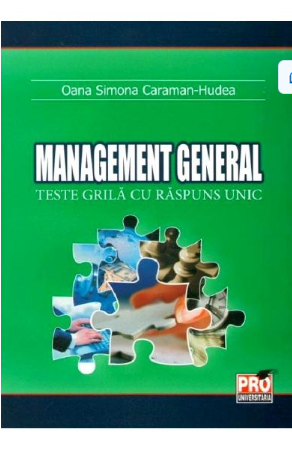 Oana Simona Caraman-Hudea
MANAGEMENT GENERAL
TESTE GRILĂ CU RĂSPUNS UNIC
PRO
UNIVERSITARIA